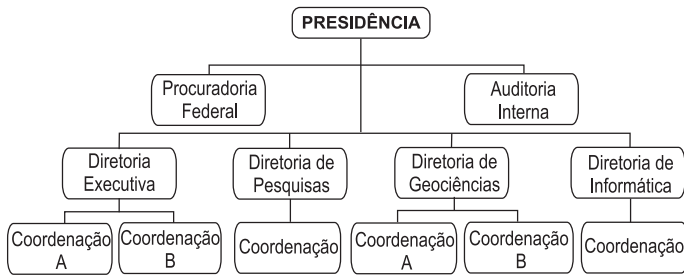 PRESIDÊNCIA
Procuradoria
Federal
Auditoria
Interna
Diretoria
Executiva
Diretoria de
Pesquisas
Diretoria de
Geociências
Diretoria de
Informática
Coordenação
A
Coordenação
B
Coordenação
Coordenação
A
Coordenação
B
Coordenação